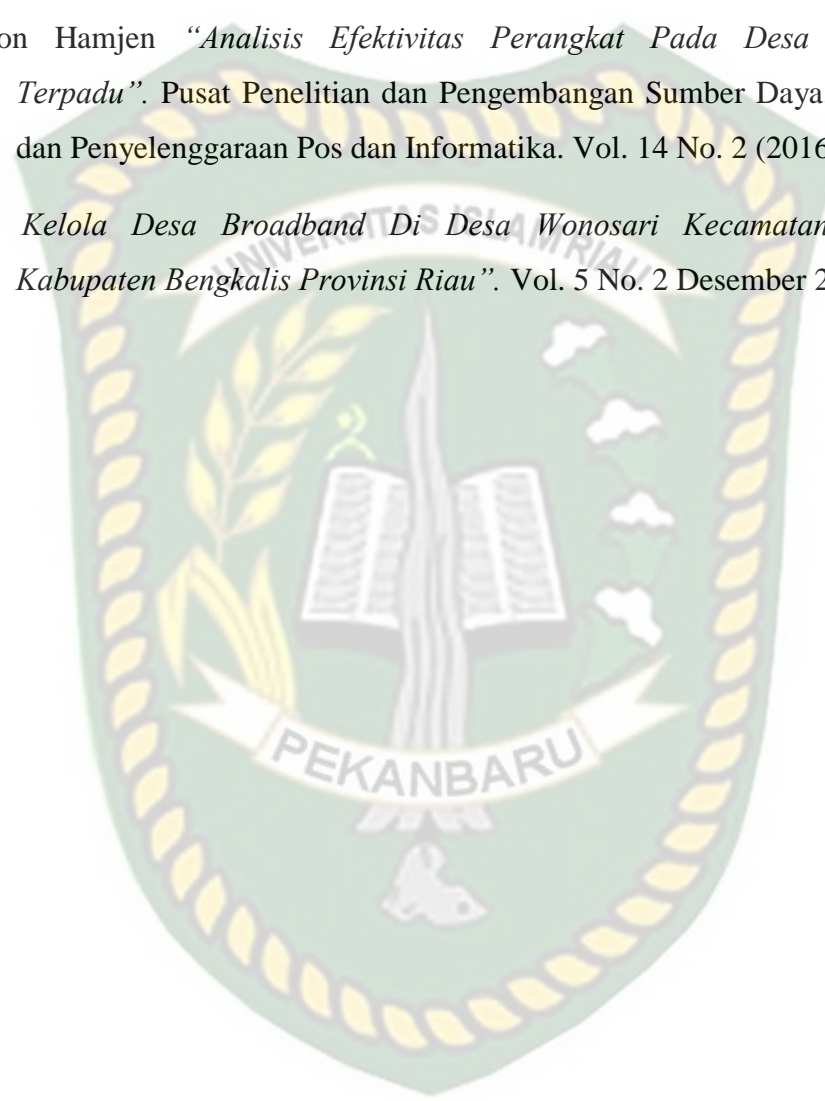 on Hamjen “Analisis Efektivitas Perangkat Pada Desa
Terpadu”. Pusat Penelitian dan Pengembangan Sumber Daya
dan Penyelenggaraan Pos dan Informatika. Vol. 14 No. 2 (2016
Kelola Desa Broadband Di Desa Wonosari Kecamatan
Kabupaten Bengkalis Provinsi Riau”. Vol. 5 No. 2 Desember 2
UNIVERSITAS ISLAM RIAU
PEKANBARU